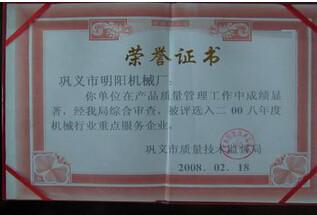 荣誉证书
巩义市明阳机械厂:
你单位在产品质量管理工作中成绩显
著,经我局综合审查,被评选入二00八年度
机械行业重点服务企业。
巩义市质量技术监督局
2008.02.18